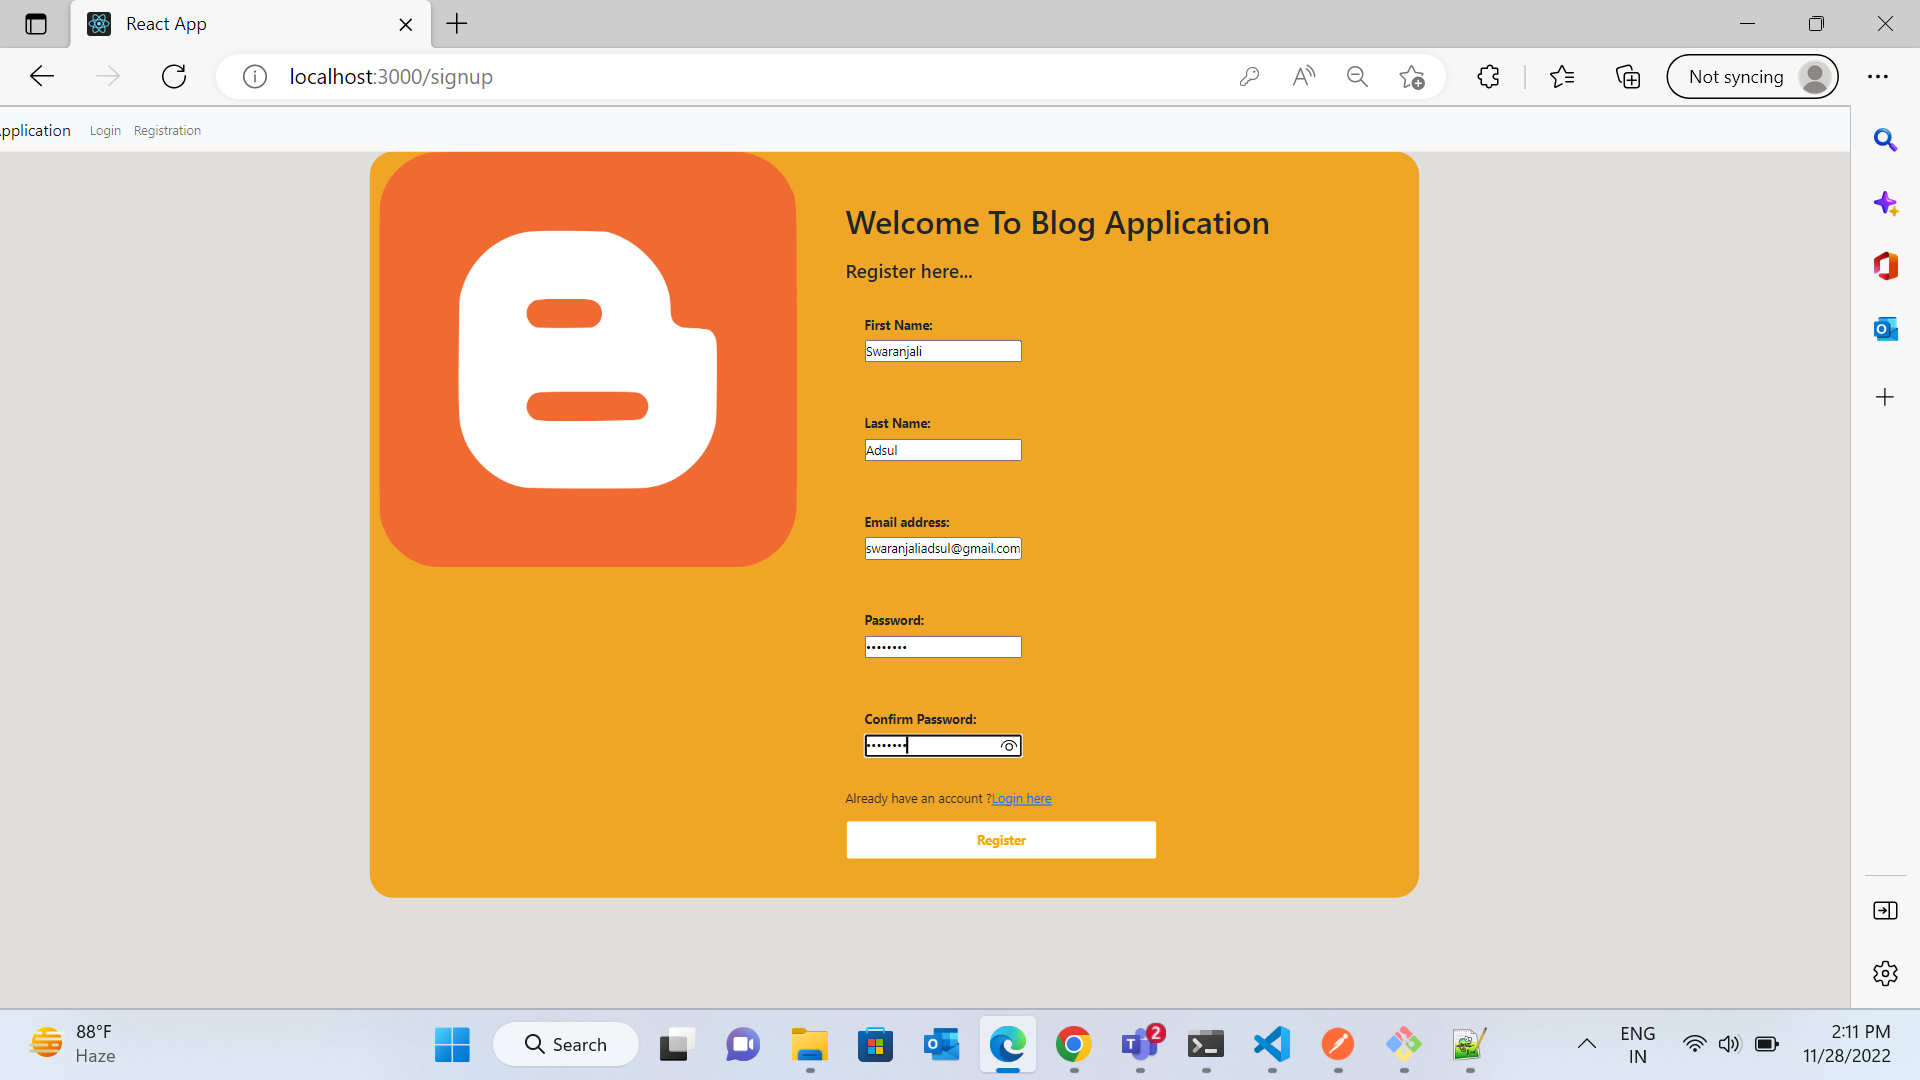 React App
localhost:3000/signup
Not syncing
pplication Login Registration
Welcome To Blog Application
Register here...
First Name:
Swaranjali
Last Name:
Adsul
Email address:
swaranjaliadsul@gmail.com
Password:
••••••••
Confirm Password:
••••••••
Already have an account ?Login here
Register
88°F
Haze
Search
2
ENG
IN
2:11 PM
11/28/2022